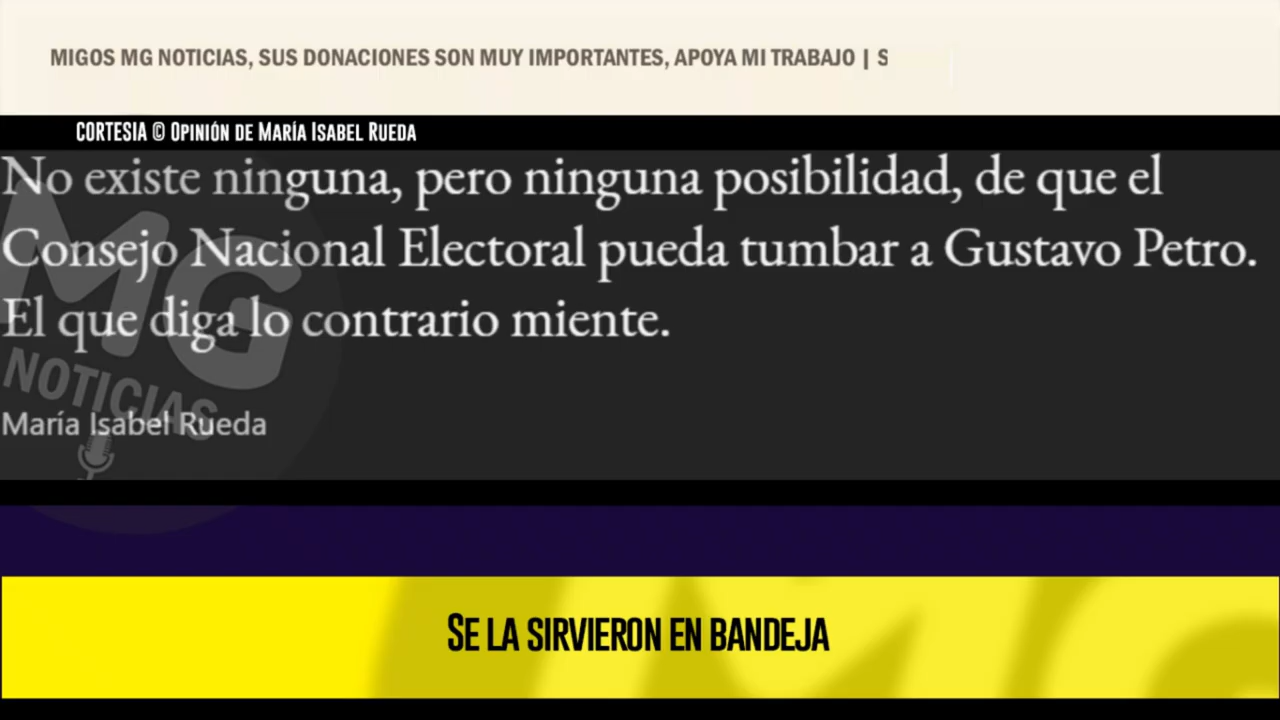 MIGOS MG NOTICIAS, SUS DONACIONES SON MUY IMPORTANTES, APOYA MI TRABAJO | S
CORTESIA © OPINIÓN DE MARÍA ISABEL RUEDA
No existe ninguna, pero ninguna posibilidad, de que el
Consejo Nacional Electoral pueda tumbar a Gustavo Petro.
El que diga lo contrario miente.
MG
NOTICIAS
María Isabel Rueda
SE LA SIRVIERON EN BANDEJA